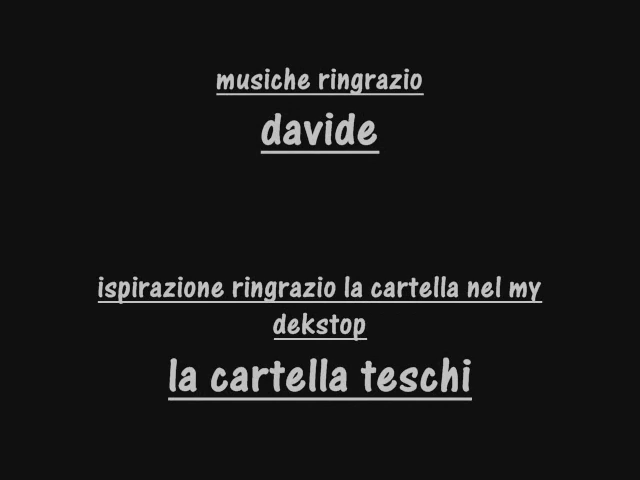 musiche ringrazio
davide
ispirazione ringrazio la cartella nel my
dekstop
la cartella teschi